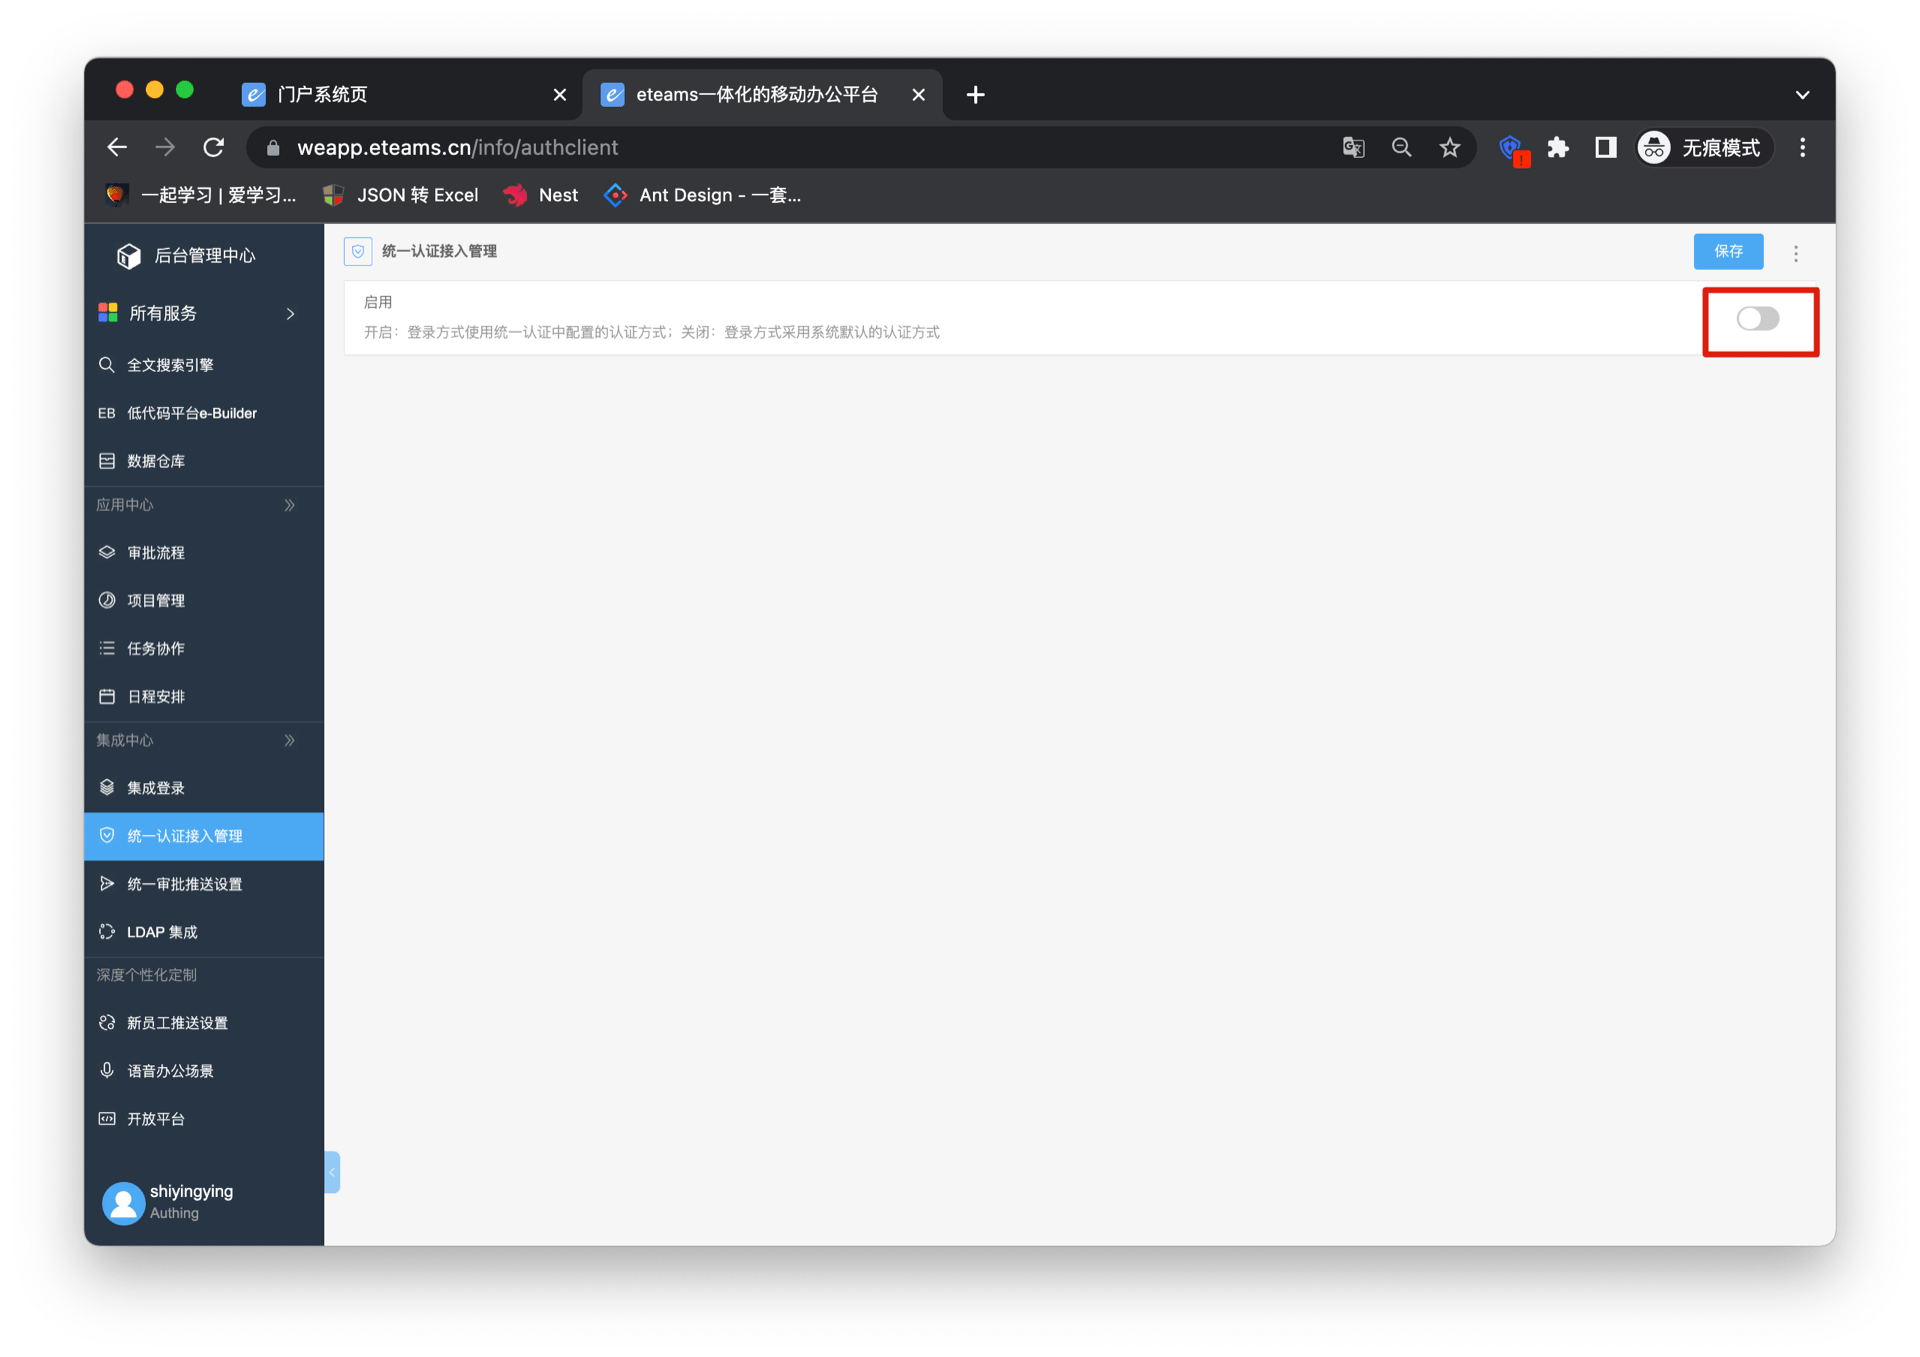 门户系统页
eteams一体化的移动办公平台
weapp.eteams.cn/info/authclient
无痕模式
一起学习 | 爱学习...
JSON 转 Excel
Nest
Ant Design - 一套...
后台管理中心
所有服务
全文搜索引擎
EB 低代码平台e-Builder
数据仓库
应用中心
审批流程
项目管理
任务协作
日程安排
集成中心
集成登录
统一认证接入管理
统一审批推送设置
LDAP 集成
深度个性化定制
新员工推送设置
语音办公场景
开放平台
shiyingying
Authing
统一认证接入管理
保存
启用
开启：登录方式使用统一认证中配置的认证方式；关闭：登录方式采用系统默认的认证方式